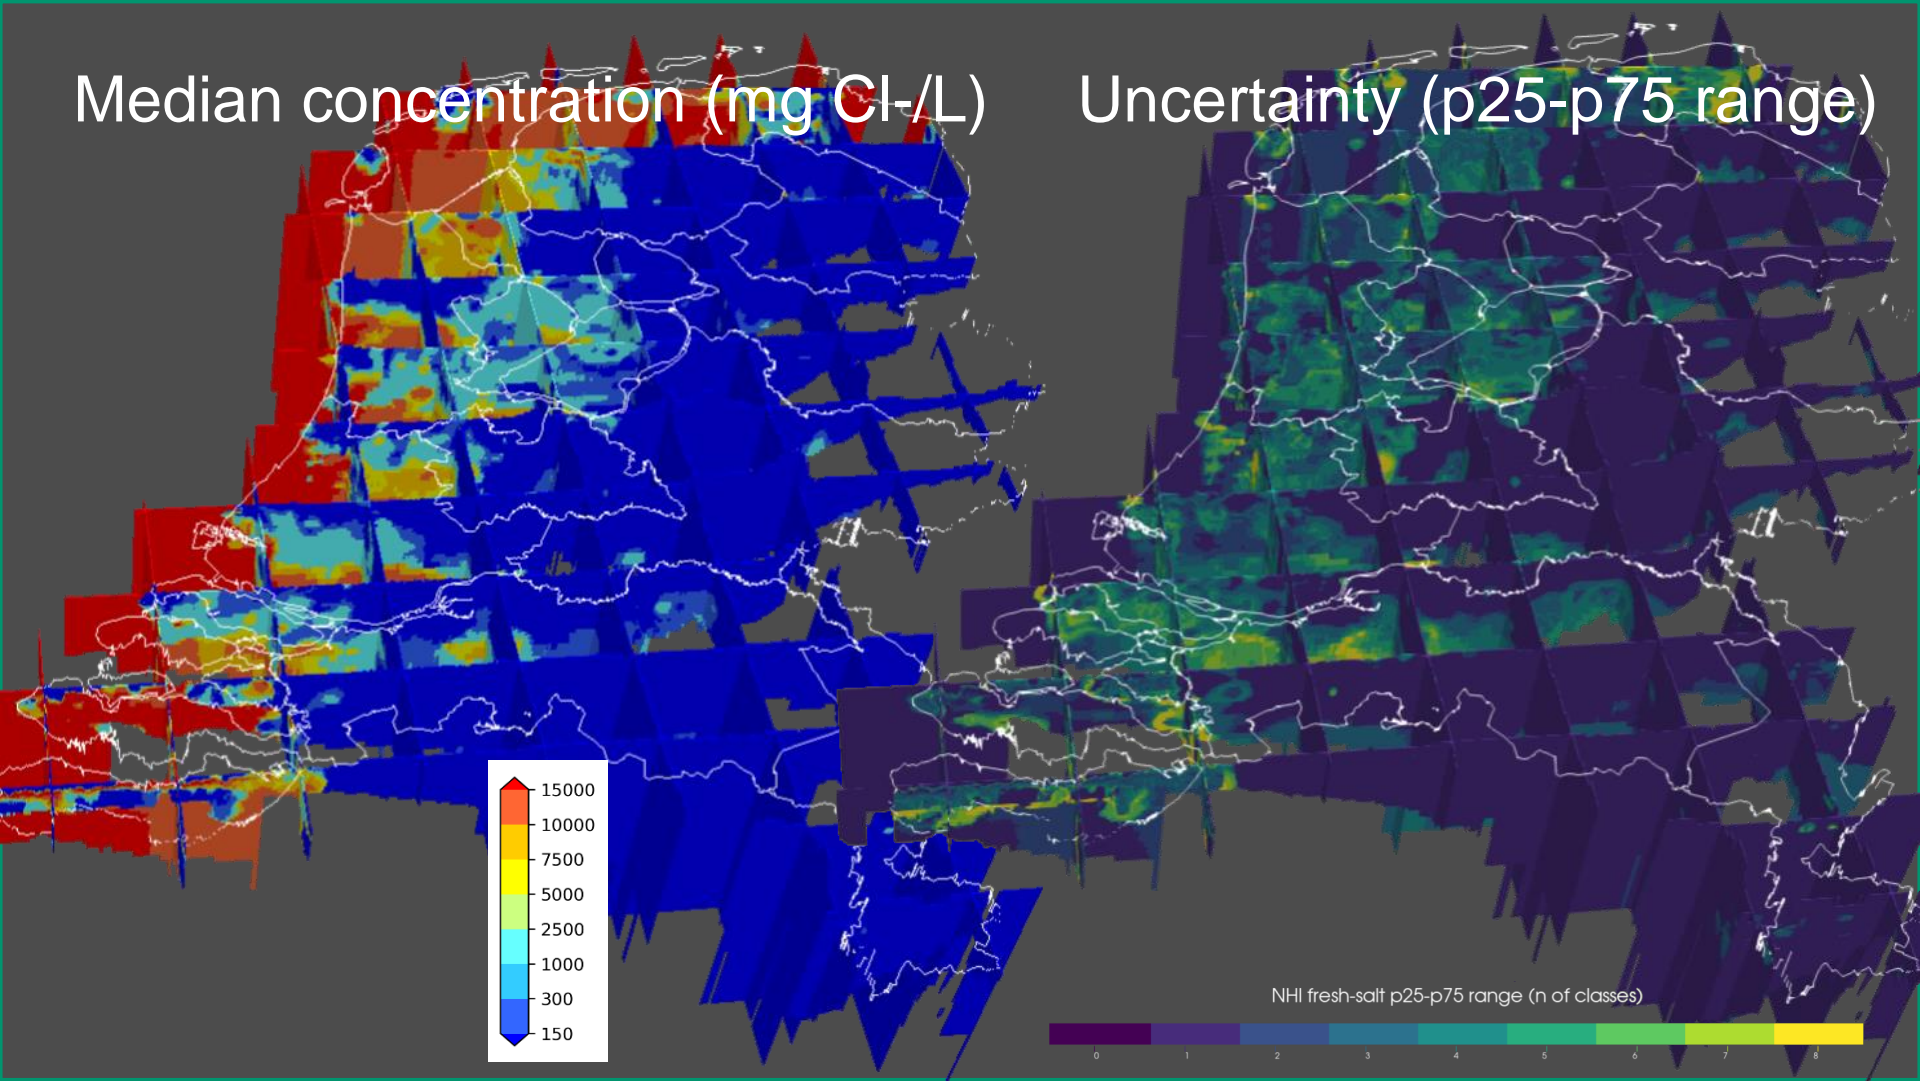 Median concentration (mg Cl-/L)
Uncertainty (p25-p75 range)
15000
10000
7500
5000
2500
1000
300
150
NHI fresh-salt p25-p75 range (n of classes)
0 1 2 3 4 5 6 7 8